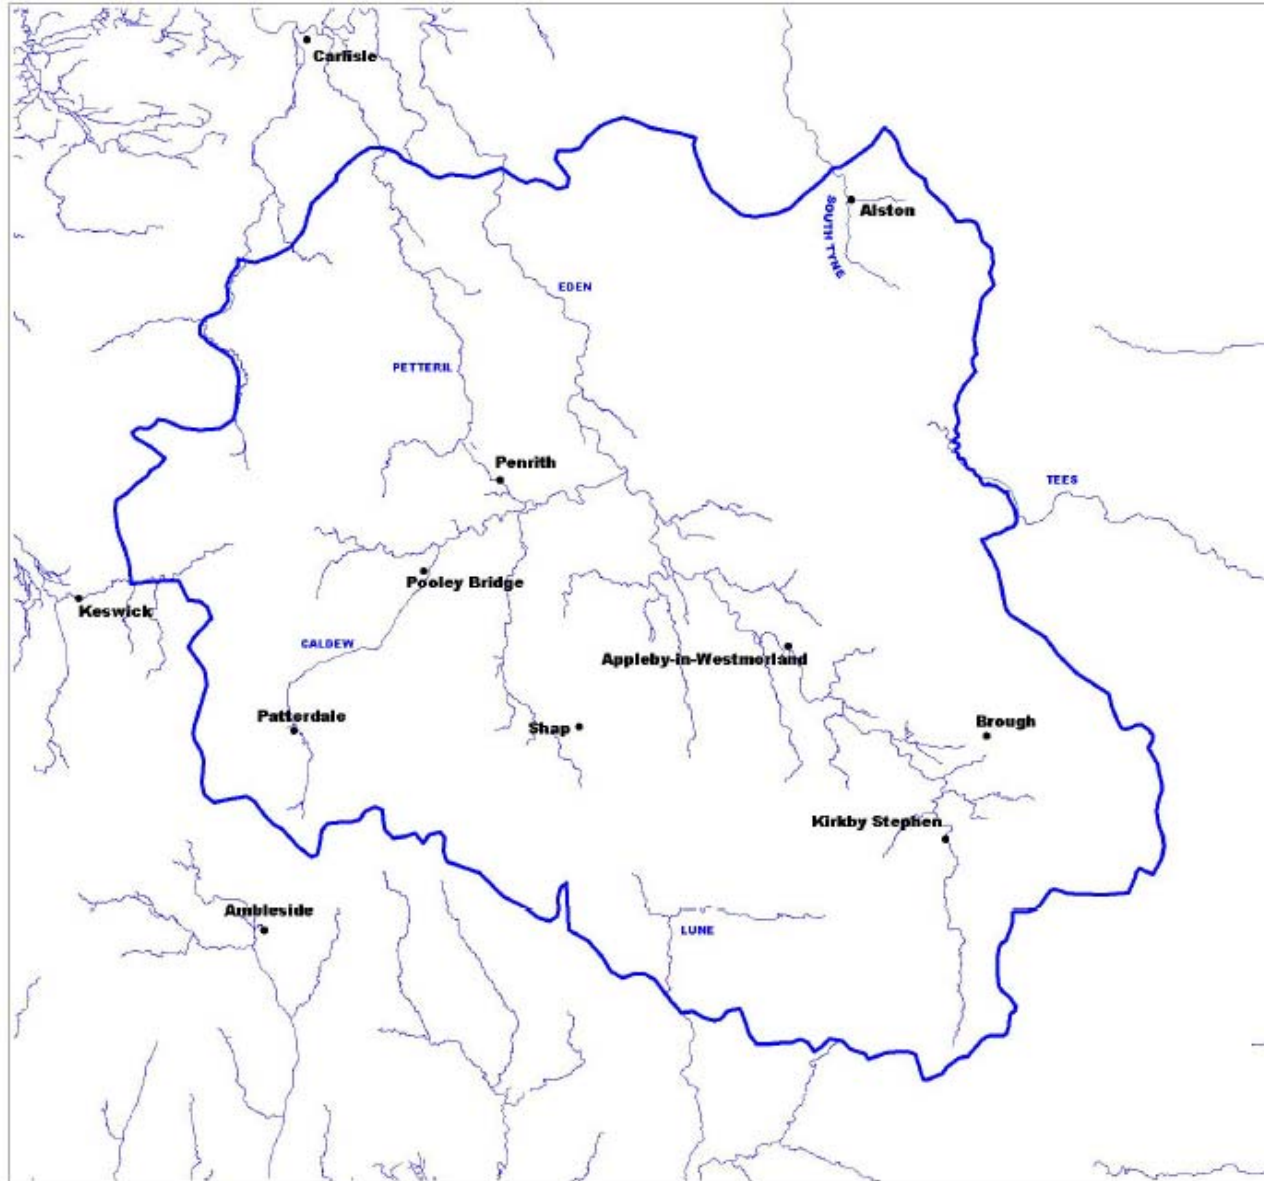 Carlisle
Alston
SOUTH TYNE
EDEN
PETTERIL
Penrith
TEES
Pooley Bridge
Keswick
CALDEW
Appleby-in-Westmorland
Patterdale
Shap
Brough
Kirkby Stephen
Ambleside
LUNE